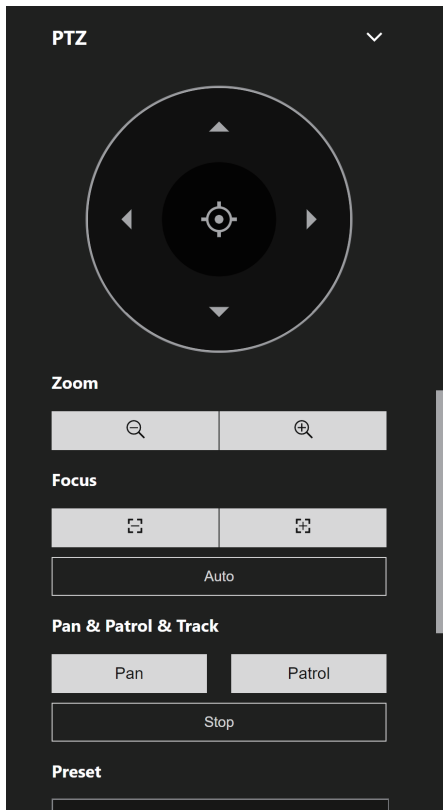 PTZ
Zoom
Focus
Auto
Pan & Patrol & Track
Pan Patrol
Stop
Preset